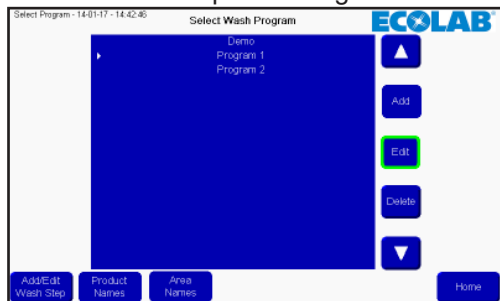 Select Program - 14-01-17 - 14:42:46
Select Wash Program
ECOLAB
Demo
Program 1
Program 2
Add
Edit
Delete
Add/Edit
Wash Step
Product
Names
Area
Names
Home